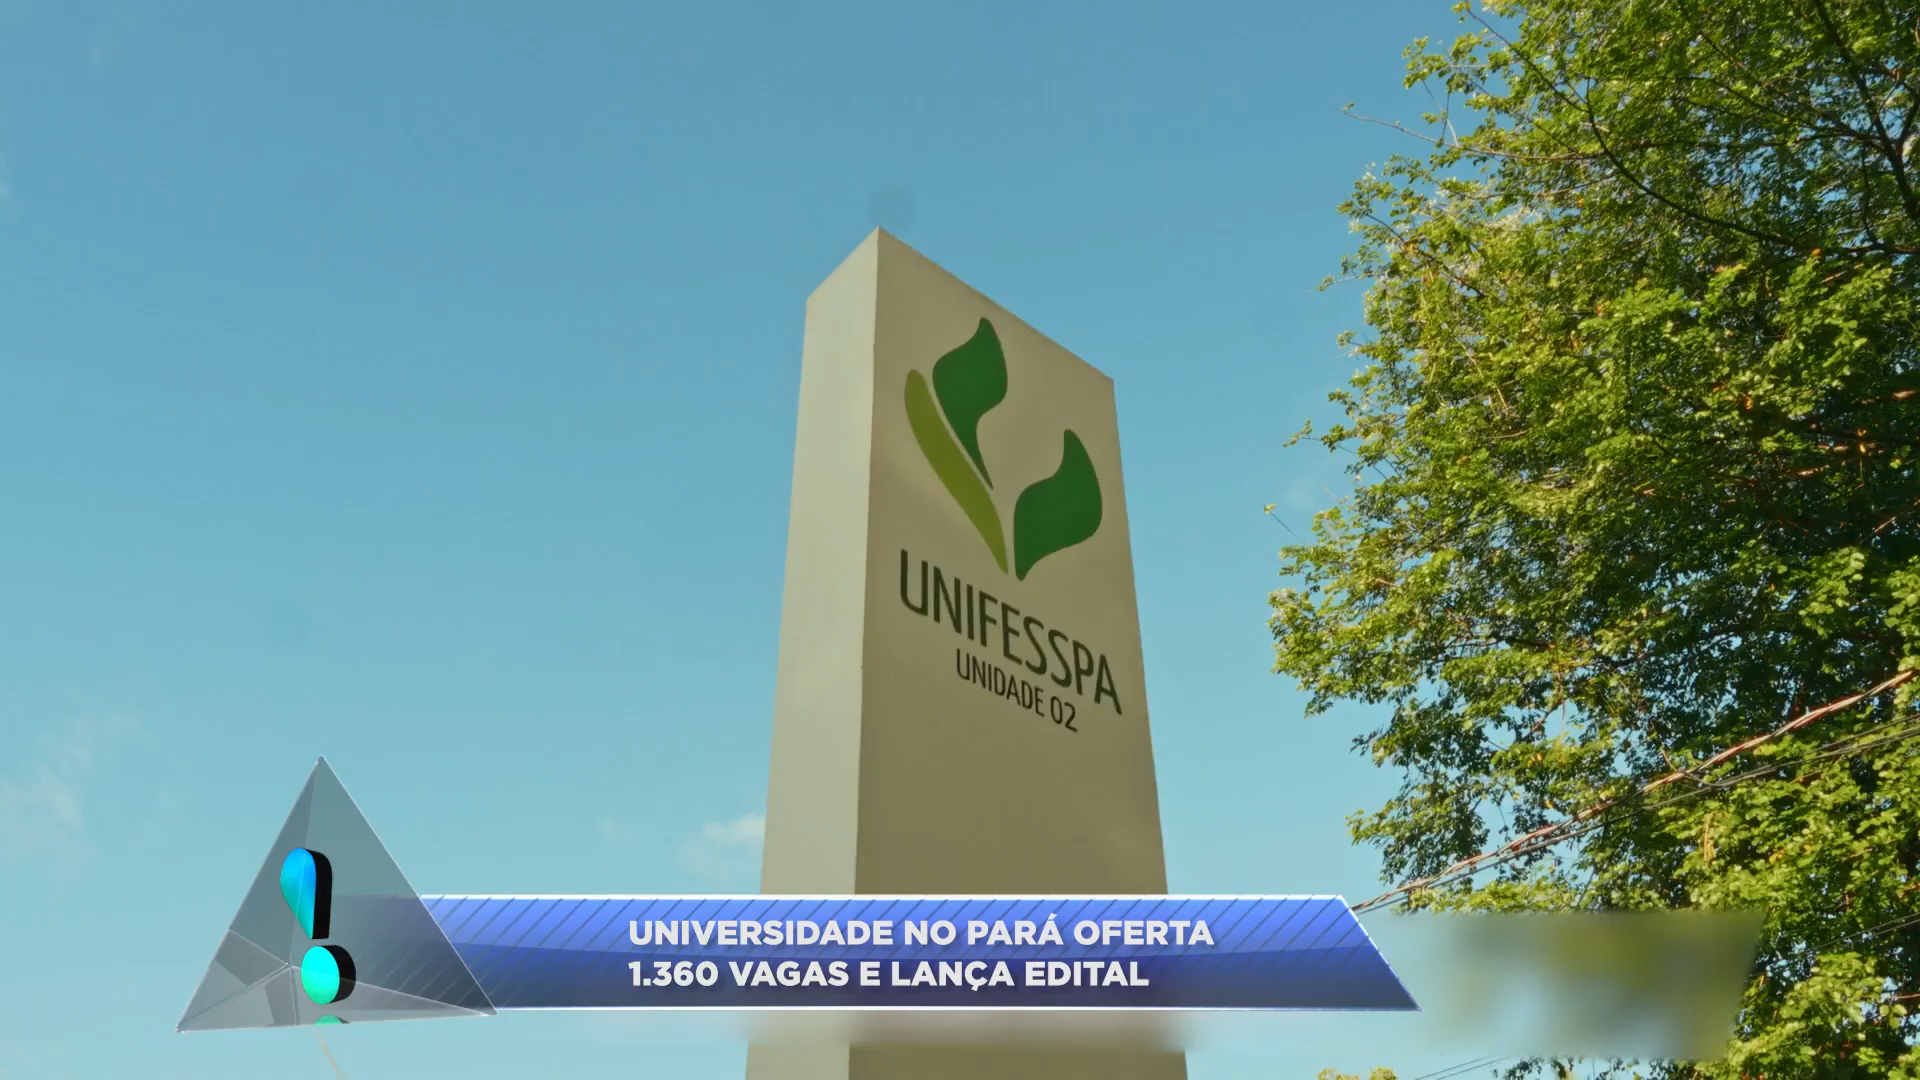 UNIFESSPA
UNIDADE 02
UNIVERSIDADE NO PARÁ OFERTA
1.360 VAGAS E LANÇA EDITAL